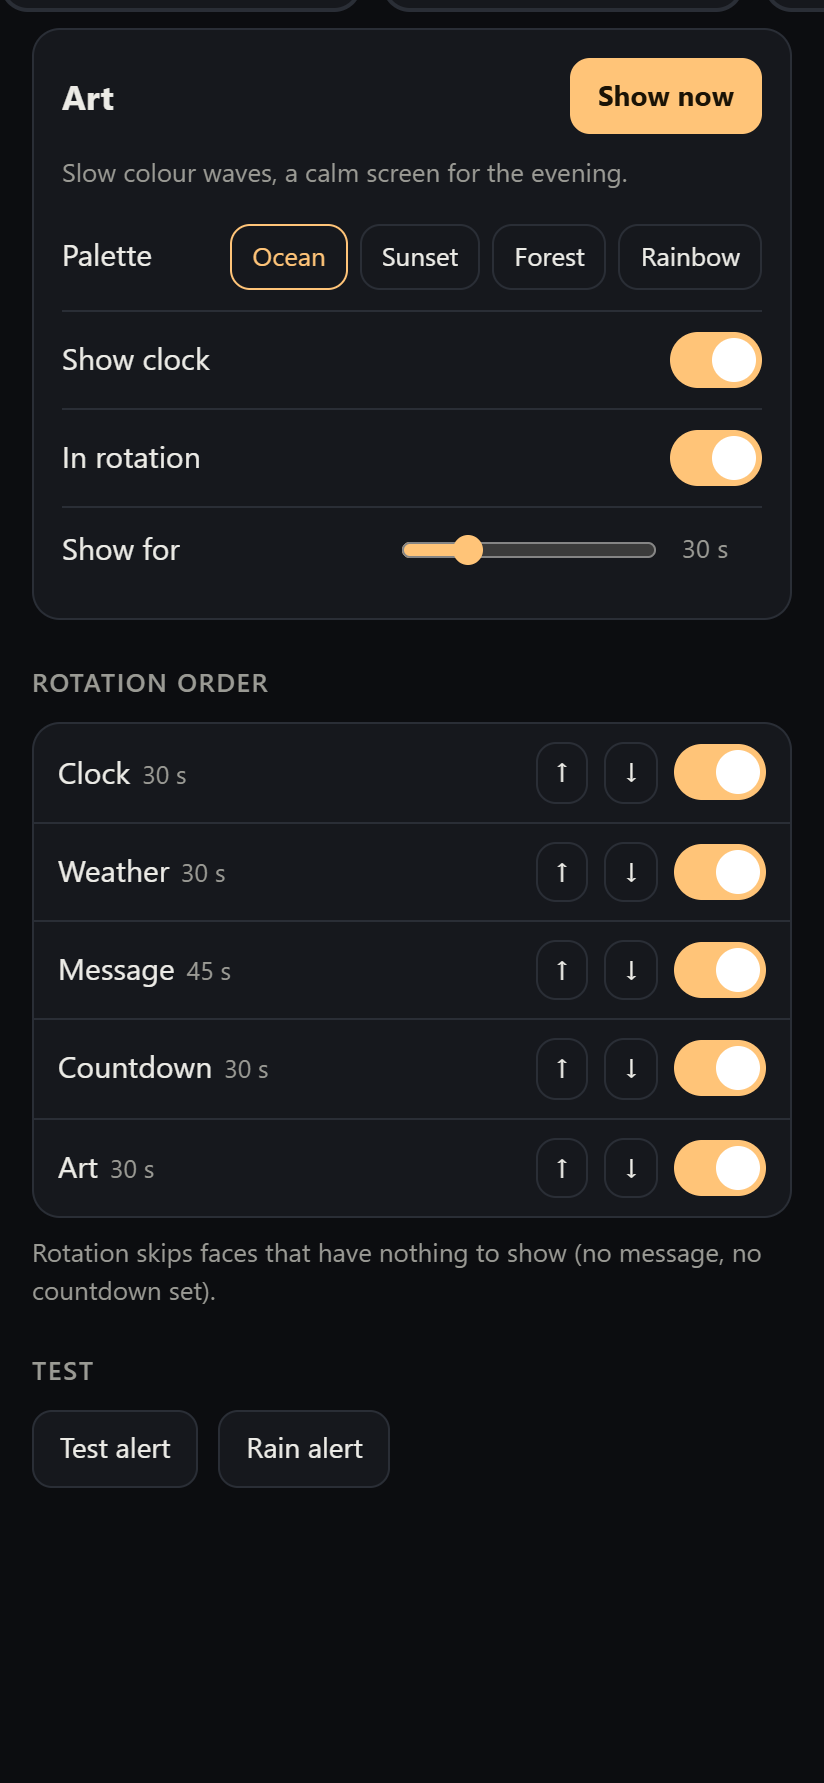 Art
Show now
Slow colour waves, a calm screen for the evening.
Palette Ocean Sunset Forest Rainbow
Show clock
In rotation
Show for 30 s
ROTATION ORDER
Clock 30 s ↑ ↓
Weather 30 s ↑ ↓
Message 45 s ↑ ↓
Countdown 30 s ↑ ↓
Art 30 s ↑ ↓
Rotation skips faces that have nothing to show (no message, no
countdown set).
TEST
Test alert Rain alert